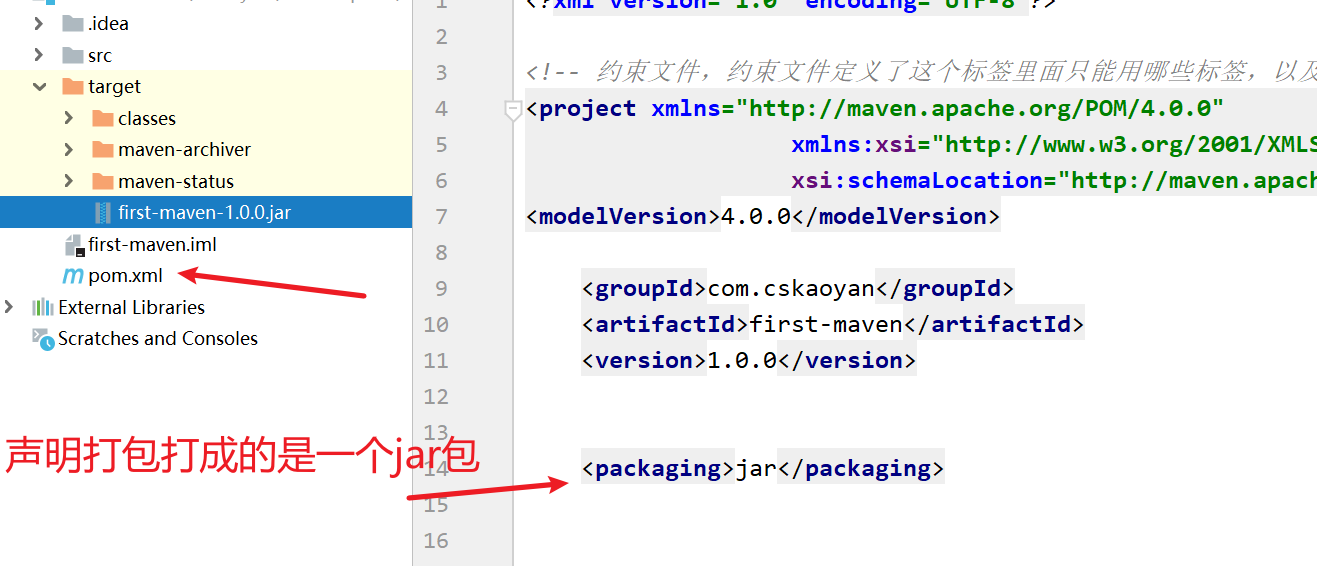 .idea
src
target
classes
maven-archiver
maven-status
first-maven-1.0.0.jar
first-maven.iml
pom.xml
External Libraries
Scratches and Consoles
声明打包打成的是一个jar包
1 <?xml version="1.0" encoding="UTF-8"?>
2
3 <!-- 约束文件，约束文件定义了这个标签里面只能用哪些标签，以及
4 <project xmlns="http://maven.apache.org/POM/4.0.0"
5 xmlns:xsi="http://www.w3.org/2001/XMLS
6 xsi:schemaLocation="http://maven.apach
7 <modelVersion>4.0.0</modelVersion>
8
9 <groupId>com.cskaoyan</groupId>
10 <artifactId>first-maven</artifactId>
11 <version>1.0.0</version>
12
13
14 <packaging>jar</packaging>
15
16